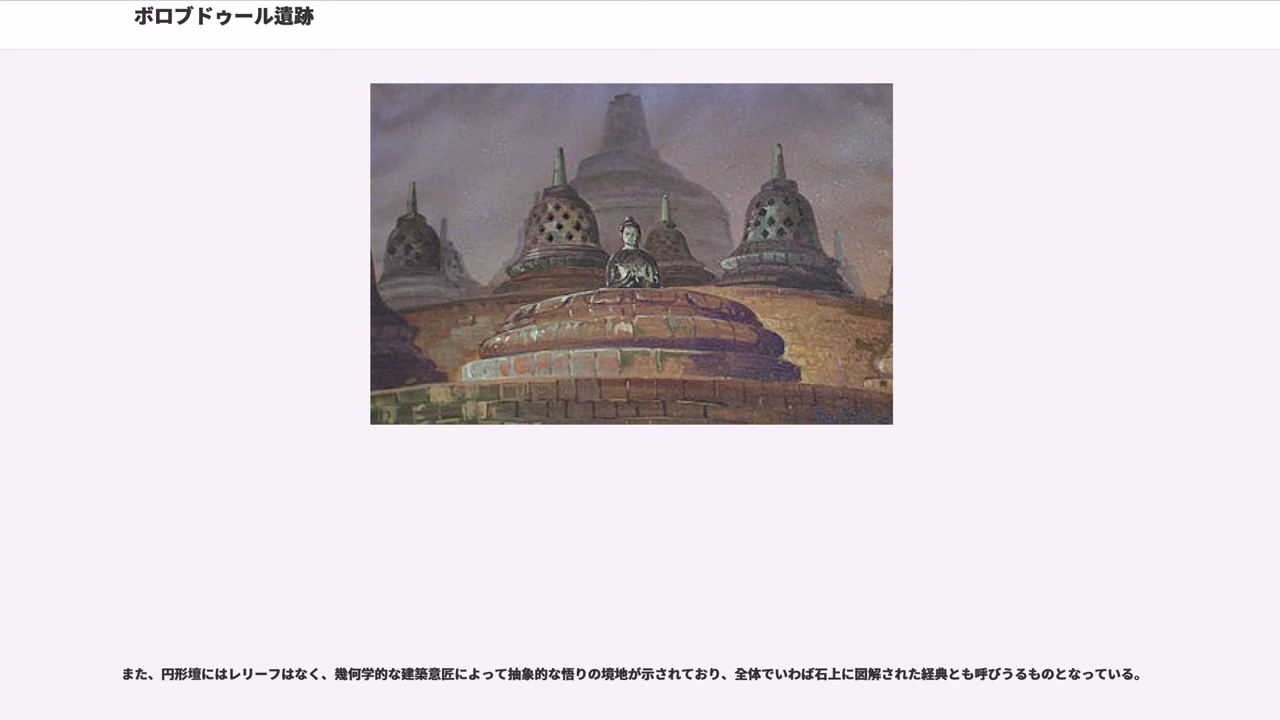 ボロブドゥール遺跡
また、円形壇にはレリーフはなく、幾何学的な建築意匠によって抽象的な悟りの境地が示されており、全体でいわば石上に図解された経典とも呼びうるものとなっている。